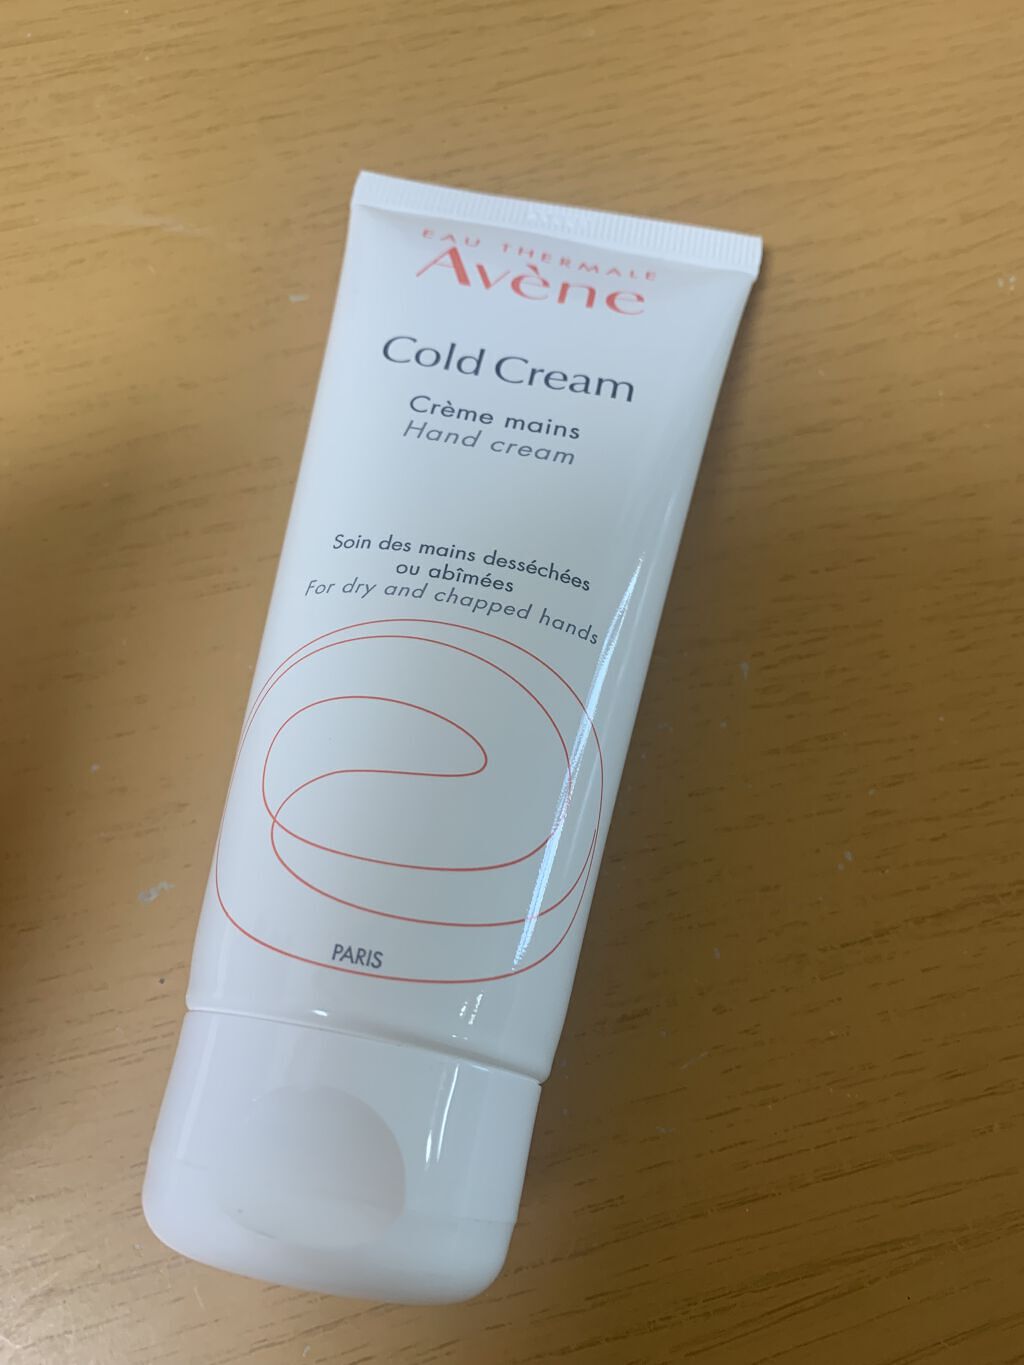 EAU THERMALE
Avène
Cold Cream
Crème mains
Hand cream
Soin des mains desséchées
ou abîmées
For dry and chapped hands
PARIS